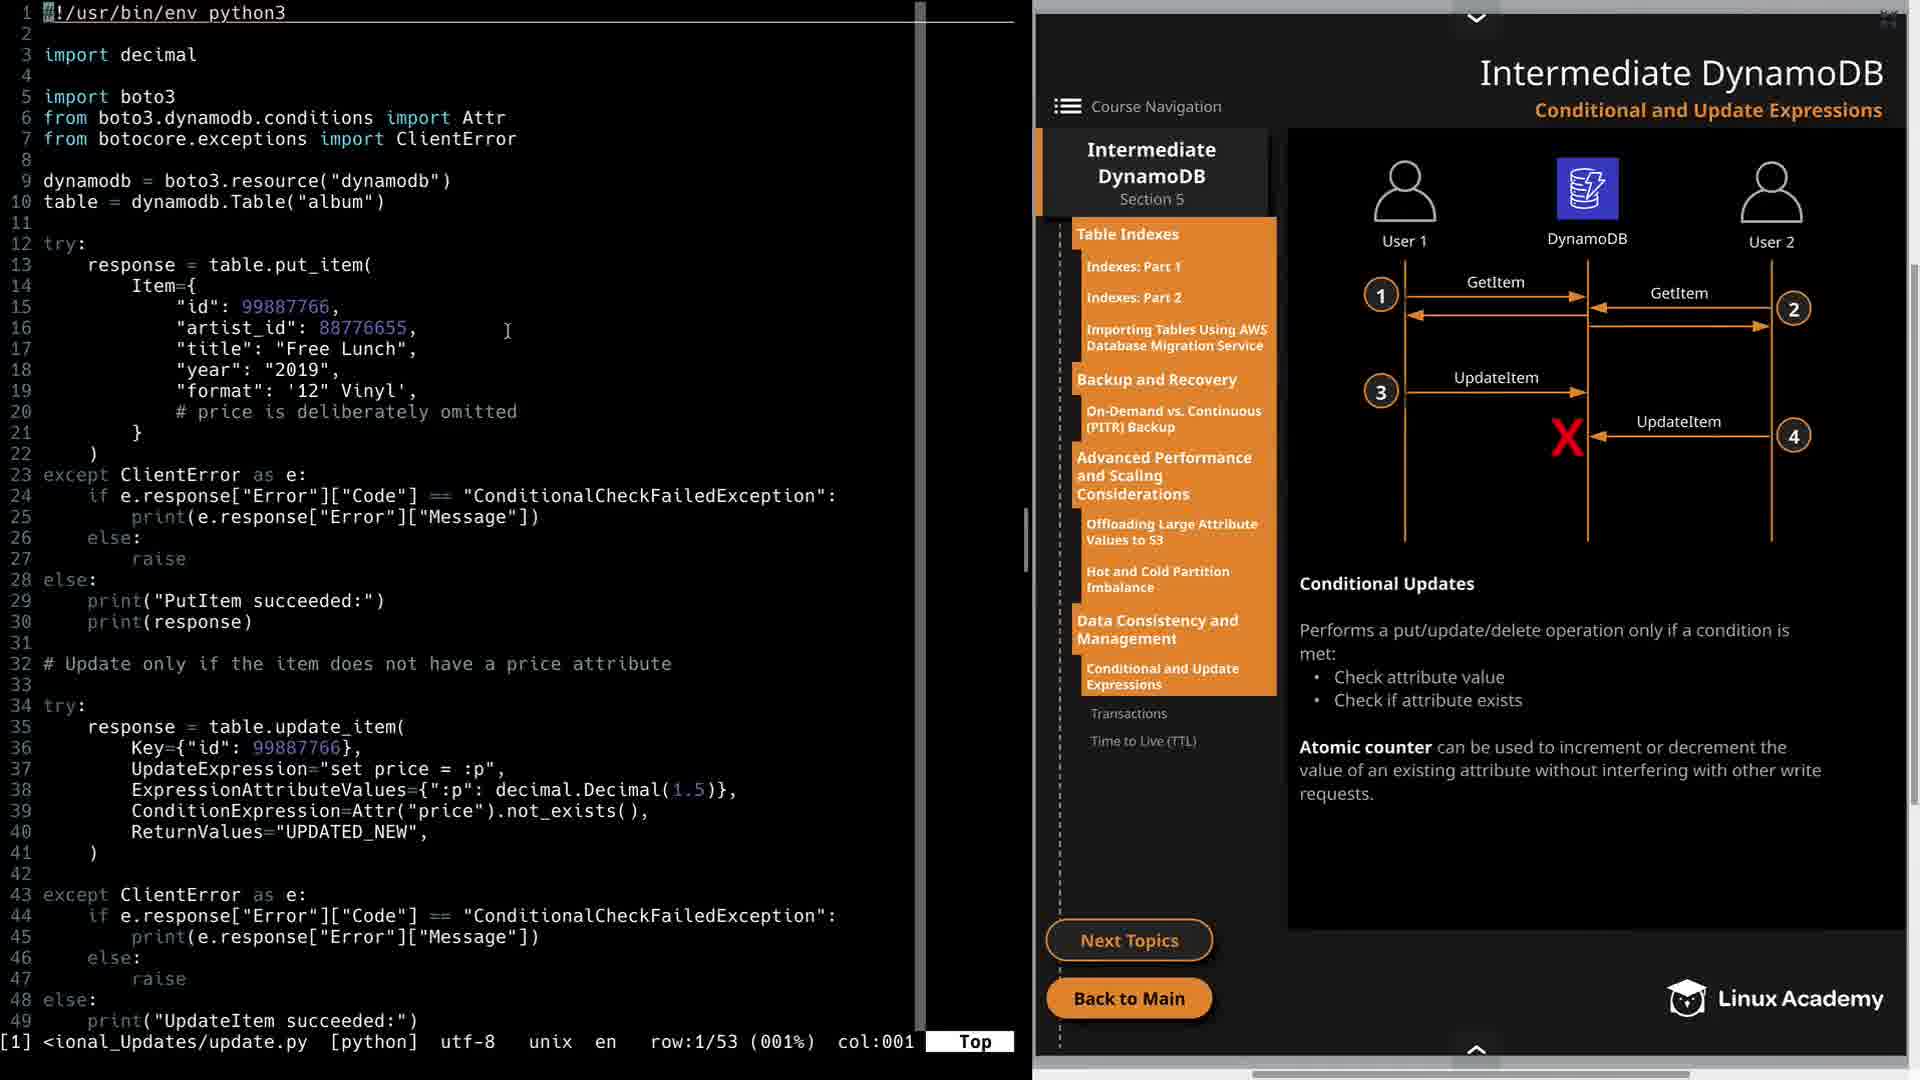 1 #!/usr/bin/env python3
2
3 import decimal
4
5 import boto3
6 from boto3.dynamodb.conditions import Attr
7 from botocore.exceptions import ClientError
8
9 dynamodb = boto3.resource("dynamodb")
10 table = dynamodb.Table("album")
11
12 try:
13     response = table.put_item(
14         Item={
15             "id": 99887766,
16             "artist_id": 88776655,
17             "title": "Free Lunch",
18             "year": "2019",
19             "format": '12" Vinyl',
20             # price is deliberately omitted
21         }
22     )
23 except ClientError as e:
24     if e.response["Error"]["Code"] == "ConditionalCheckFailedException":
25         print(e.response["Error"]["Message"])
26     else:
27         raise
28 else:
29     print("PutItem succeeded:")
30     print(response)
31
32 # Update only if the item does not have a price attribute
33
34 try:
35     response = table.update_item(
36         Key={"id": 99887766},
37         UpdateExpression="set price = :p",
38         ExpressionAttributeValues={":p": decimal.Decimal(1.5)},
39         ConditionExpression=Attr("price").not_exists(),
40         ReturnValues="UPDATED_NEW",
41     )
42
43 except ClientError as e:
44     if e.response["Error"]["Code"] == "ConditionalCheckFailedException":
45         print(e.response["Error"]["Message"])
46     else:
47         raise
48 else:
49     print("UpdateItem succeeded:")
[1] <ional_Updates/update.py [python] utf-8 unix en row:1/53 (001%) col:001 Top
Intermediate DynamoDB
Conditional and Update Expressions
Course Navigation
Intermediate
DynamoDB
Section 5
Table Indexes
Indexes: Part 1
Indexes: Part 2
Importing Tables Using AWS
Database Migration Service
Backup and Recovery
On-Demand vs. Continuous
(PITR) Backup
Advanced Performance
and Scaling
Considerations
Offloading Large Attribute
Values to S3
Hot and Cold Partition
Imbalance
Data Consistency and
Management
Conditional and Update
Expressions
Transactions
Time to Live (TTL)
Next Topics
Back to Main
User 1
DynamoDB
User 2
1 GetItem
GetItem 2
3 UpdateItem
X UpdateItem 4
Conditional Updates
Performs a put/update/delete operation only if a condition is
met:
• Check attribute value
• Check if attribute exists
Atomic counter can be used to increment or decrement the
value of an existing attribute without interfering with other write
requests.
Linux Academy